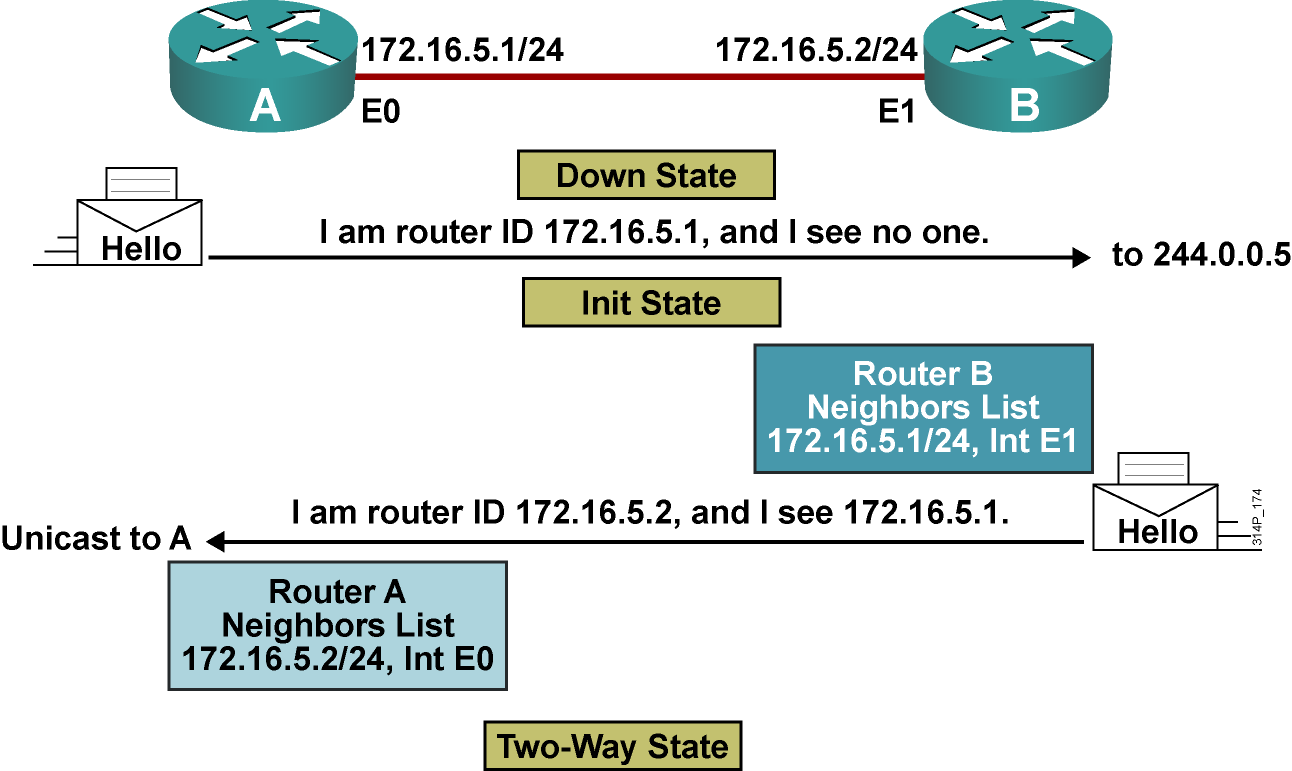 172.16.5.1/24
172.16.5.2/24
A
E0
E1
B
Down State
Hello
I am router ID 172.16.5.1, and I see no one.
to 244.0.0.5
Init State
Router B
Neighbors List
172.16.5.1/24, Int E1
I am router ID 172.16.5.2, and I see 172.16.5.1.
Hello
314P_174
Unicast to A
Router A
Neighbors List
172.16.5.2/24, Int E0
Two-Way State